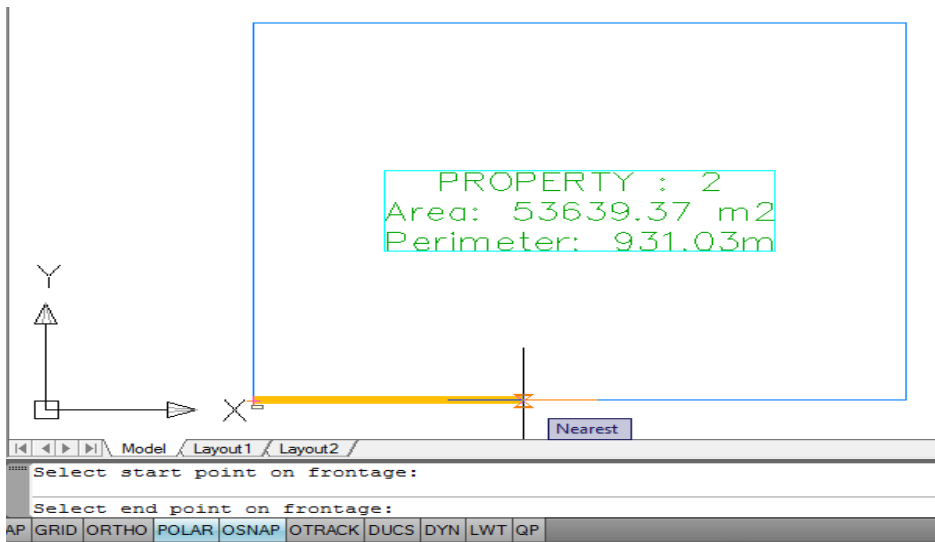 PROPERTY : 2
Area: 53639.37 m2
Perimeter: 931.03m
Y
X
Nearest
Model Layout1 Layout2
Select start point on frontage:
Select end point on frontage:
AP GRID ORTHO POLAR OSNAP OTRACK DUCS DYN LWT QP